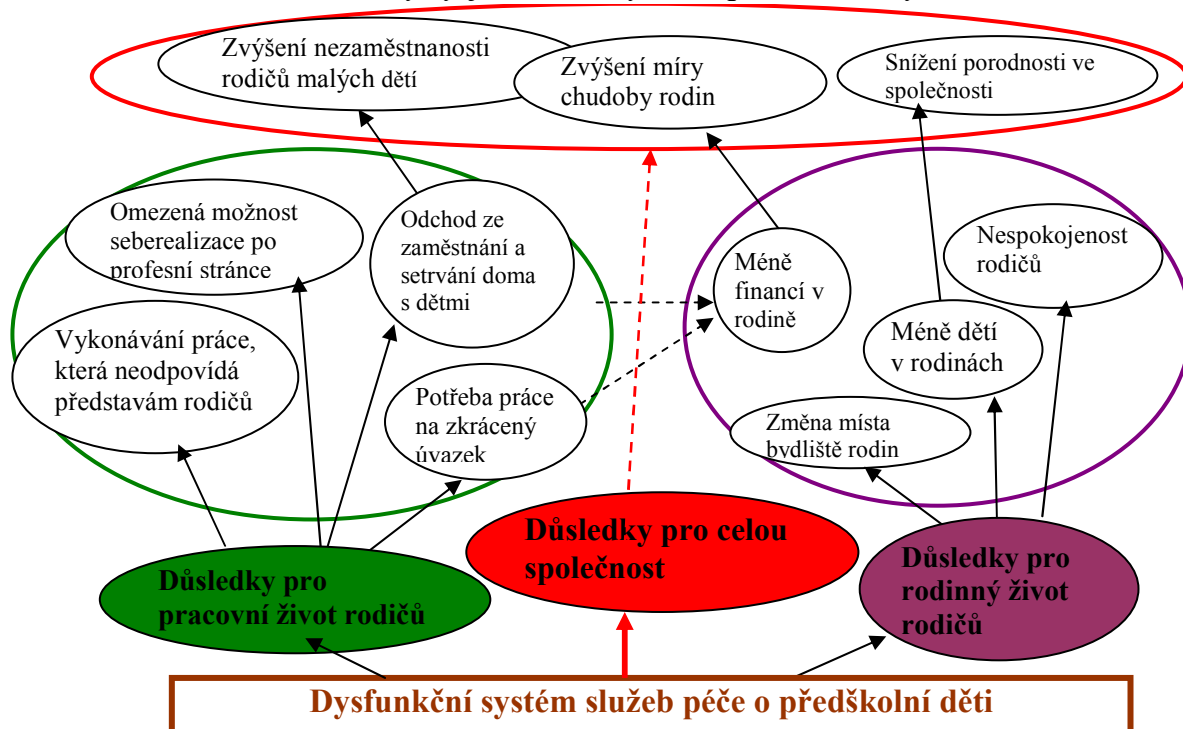 Zvýšení nezaměstnanosti
rodičů malých dětí
Zvýšení míry
chudoby rodin
Snížení porodnosti ve
společnosti
Omezená možnost
seberealizace po
profesní stránce
Odchod ze
zaměstnání a
setrvání doma
s dětmi
Méně
financí v
rodině
Nespokojenost
rodičů
Vykonávání práce,
která neodpovídá
představám rodičů
Potřeba práce
na zkrácený
úvazek
Méně dětí
v rodinách
Změna místa
bydliště rodin
Důsledky pro
pracovní život rodičů
Důsledky pro celou
společnost
Důsledky pro
rodinný život
rodičů
Dysfunkční systém služeb péče o předškolní děti